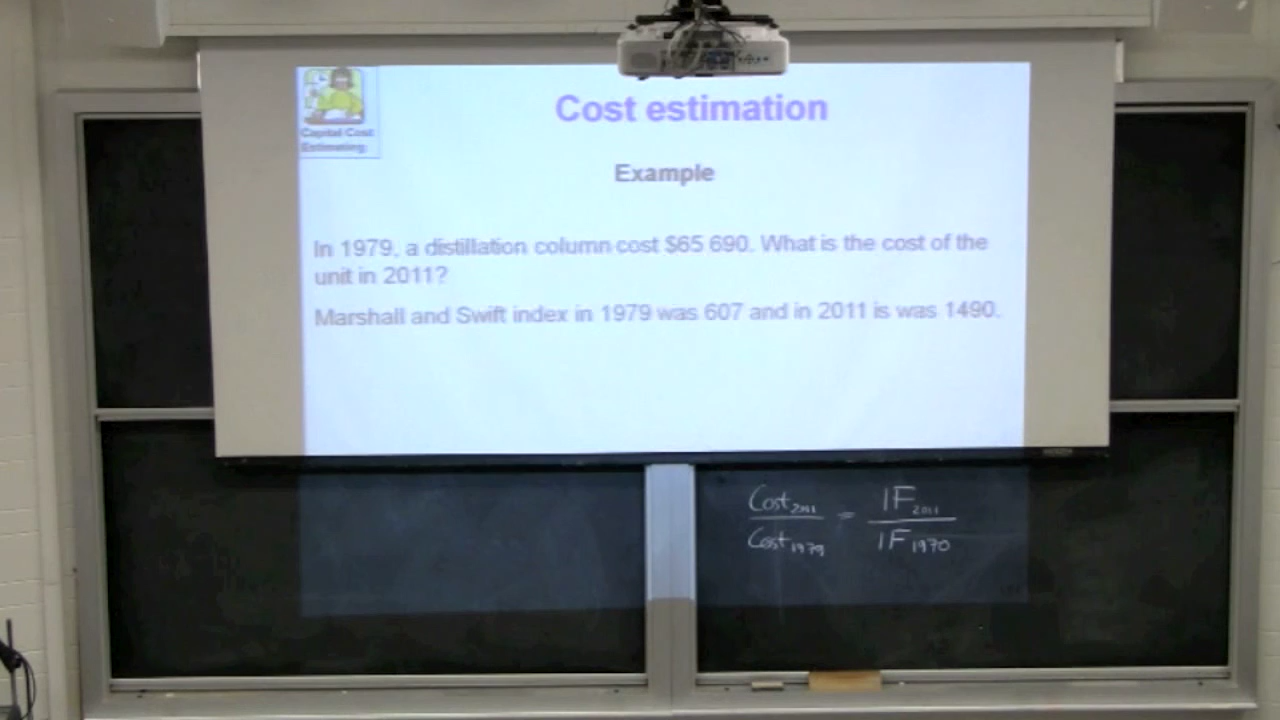 Capital Cost
Estimating
Cost estimation
Example
In 1979, a distillation column cost $65 690. What is the cost of the
unit in 2011?
Marshall and Swift index in 1979 was 607 and in 2011 is was 1490.
Cost2011 / Cost1979 = IF2011 / IF1970